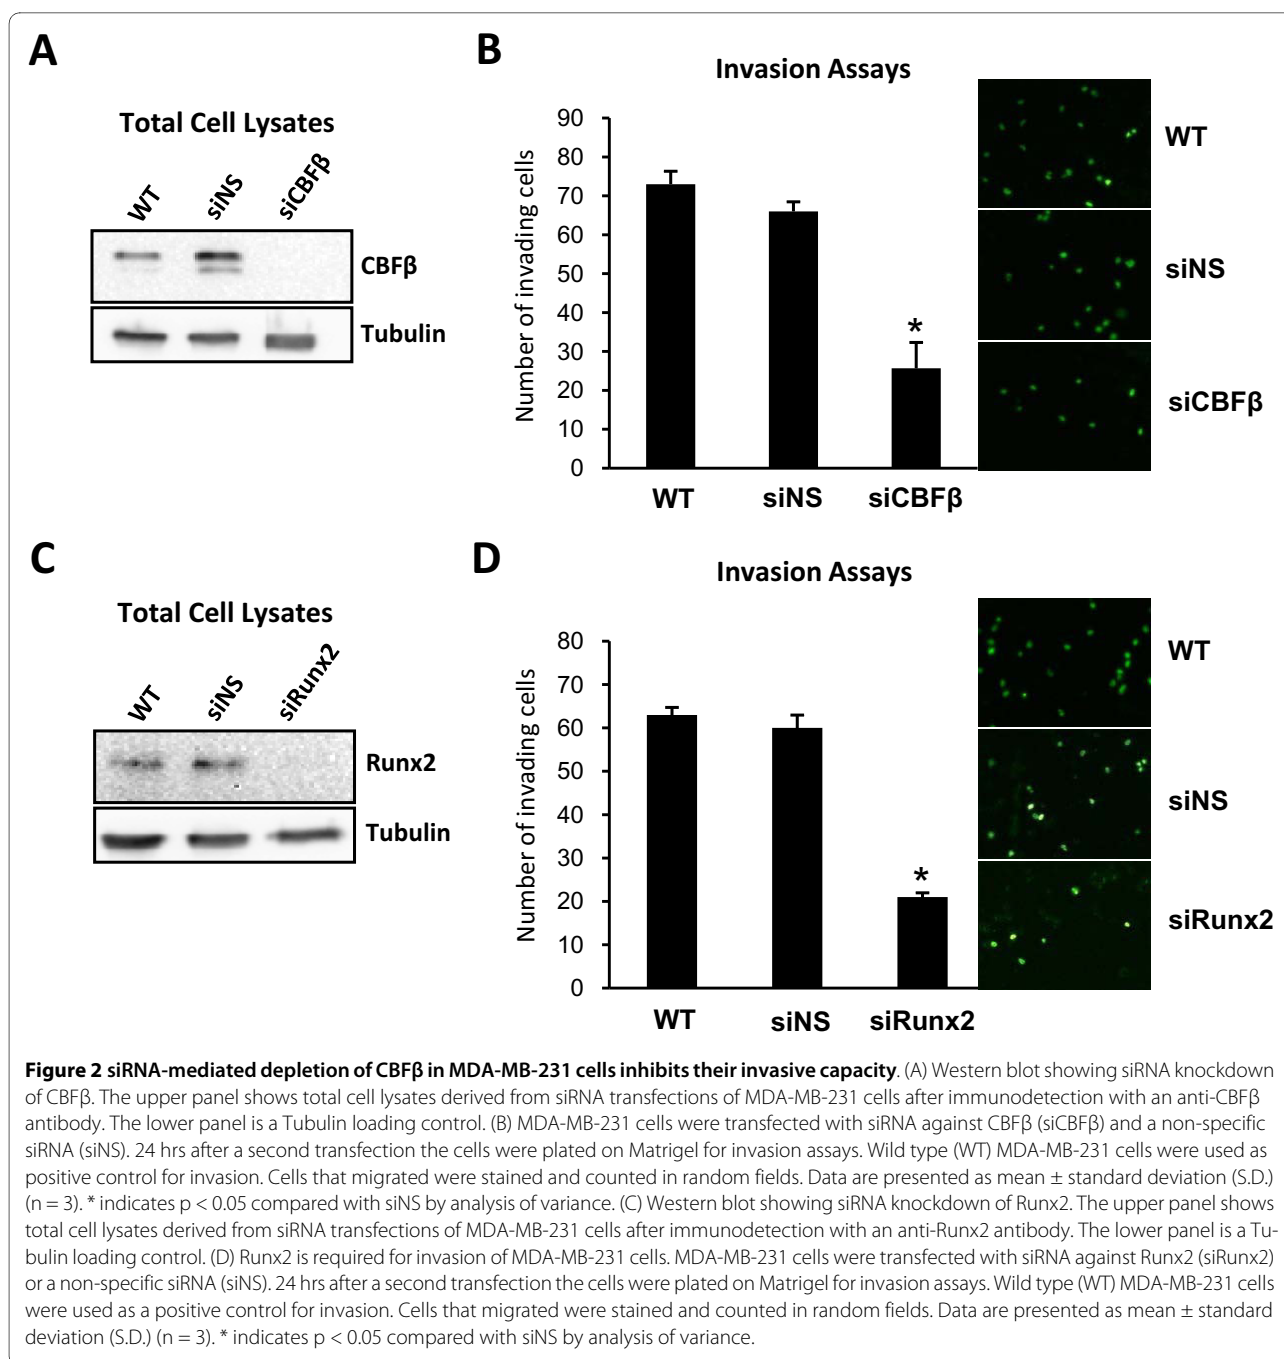 A
Total Cell Lysates
WT
siNS
siCBFβ
CBFβ
Tubulin
B
Invasion Assays
Number of invading cells
90
80
70
60
50
40
30
20
10
0
*
WT
siNS
siCBFβ
WT
siNS
siCBFβ
C
Total Cell Lysates
WT
siNS
siRunx2
Runx2
Tubulin
D
Invasion Assays
Number of invading cells
80
70
60
50
40
30
20
10
0
*
WT
siNS
siRunx2
WT
siNS
siRunx2
Figure 2 siRNA-mediated depletion of CBFβ in MDA-MB-231 cells inhibits their invasive capacity. (A) Western blot showing siRNA knockdown
of CBFβ. The upper panel shows total cell lysates derived from siRNA transfections of MDA-MB-231 cells after immunodetection with an anti-CBFβ
antibody. The lower panel is a Tubulin loading control. (B) MDA-MB-231 cells were transfected with siRNA against CBFβ (siCBFβ) and a non-specific
siRNA (siNS). 24 hrs after a second transfection the cells were plated on Matrigel for invasion assays. Wild type (WT) MDA-MB-231 cells were used as
positive control for invasion. Cells that migrated were stained and counted in random fields. Data are presented as mean ± standard deviation (S.D.)
(n = 3). * indicates p < 0.05 compared with siNS by analysis of variance. (C) Western blot showing siRNA knockdown of Runx2. The upper panel shows
total cell lysates derived from siRNA transfections of MDA-MB-231 cells after immunodetection with an anti-Runx2 antibody. The lower panel is a Tu-
bulin loading control. (D) Runx2 is required for invasion of MDA-MB-231 cells. MDA-MB-231 cells were transfected with siRNA against Runx2 (siRunx2)
or a non-specific siRNA (siNS). 24 hrs after a second transfection the cells were plated on Matrigel for invasion assays. Wild type (WT) MDA-MB-231 cells
were used as a positive control for invasion. Cells that migrated were stained and counted in random fields. Data are presented as mean ± standard
deviation (S.D.) (n = 3). * indicates p < 0.05 compared with siNS by analysis of variance.